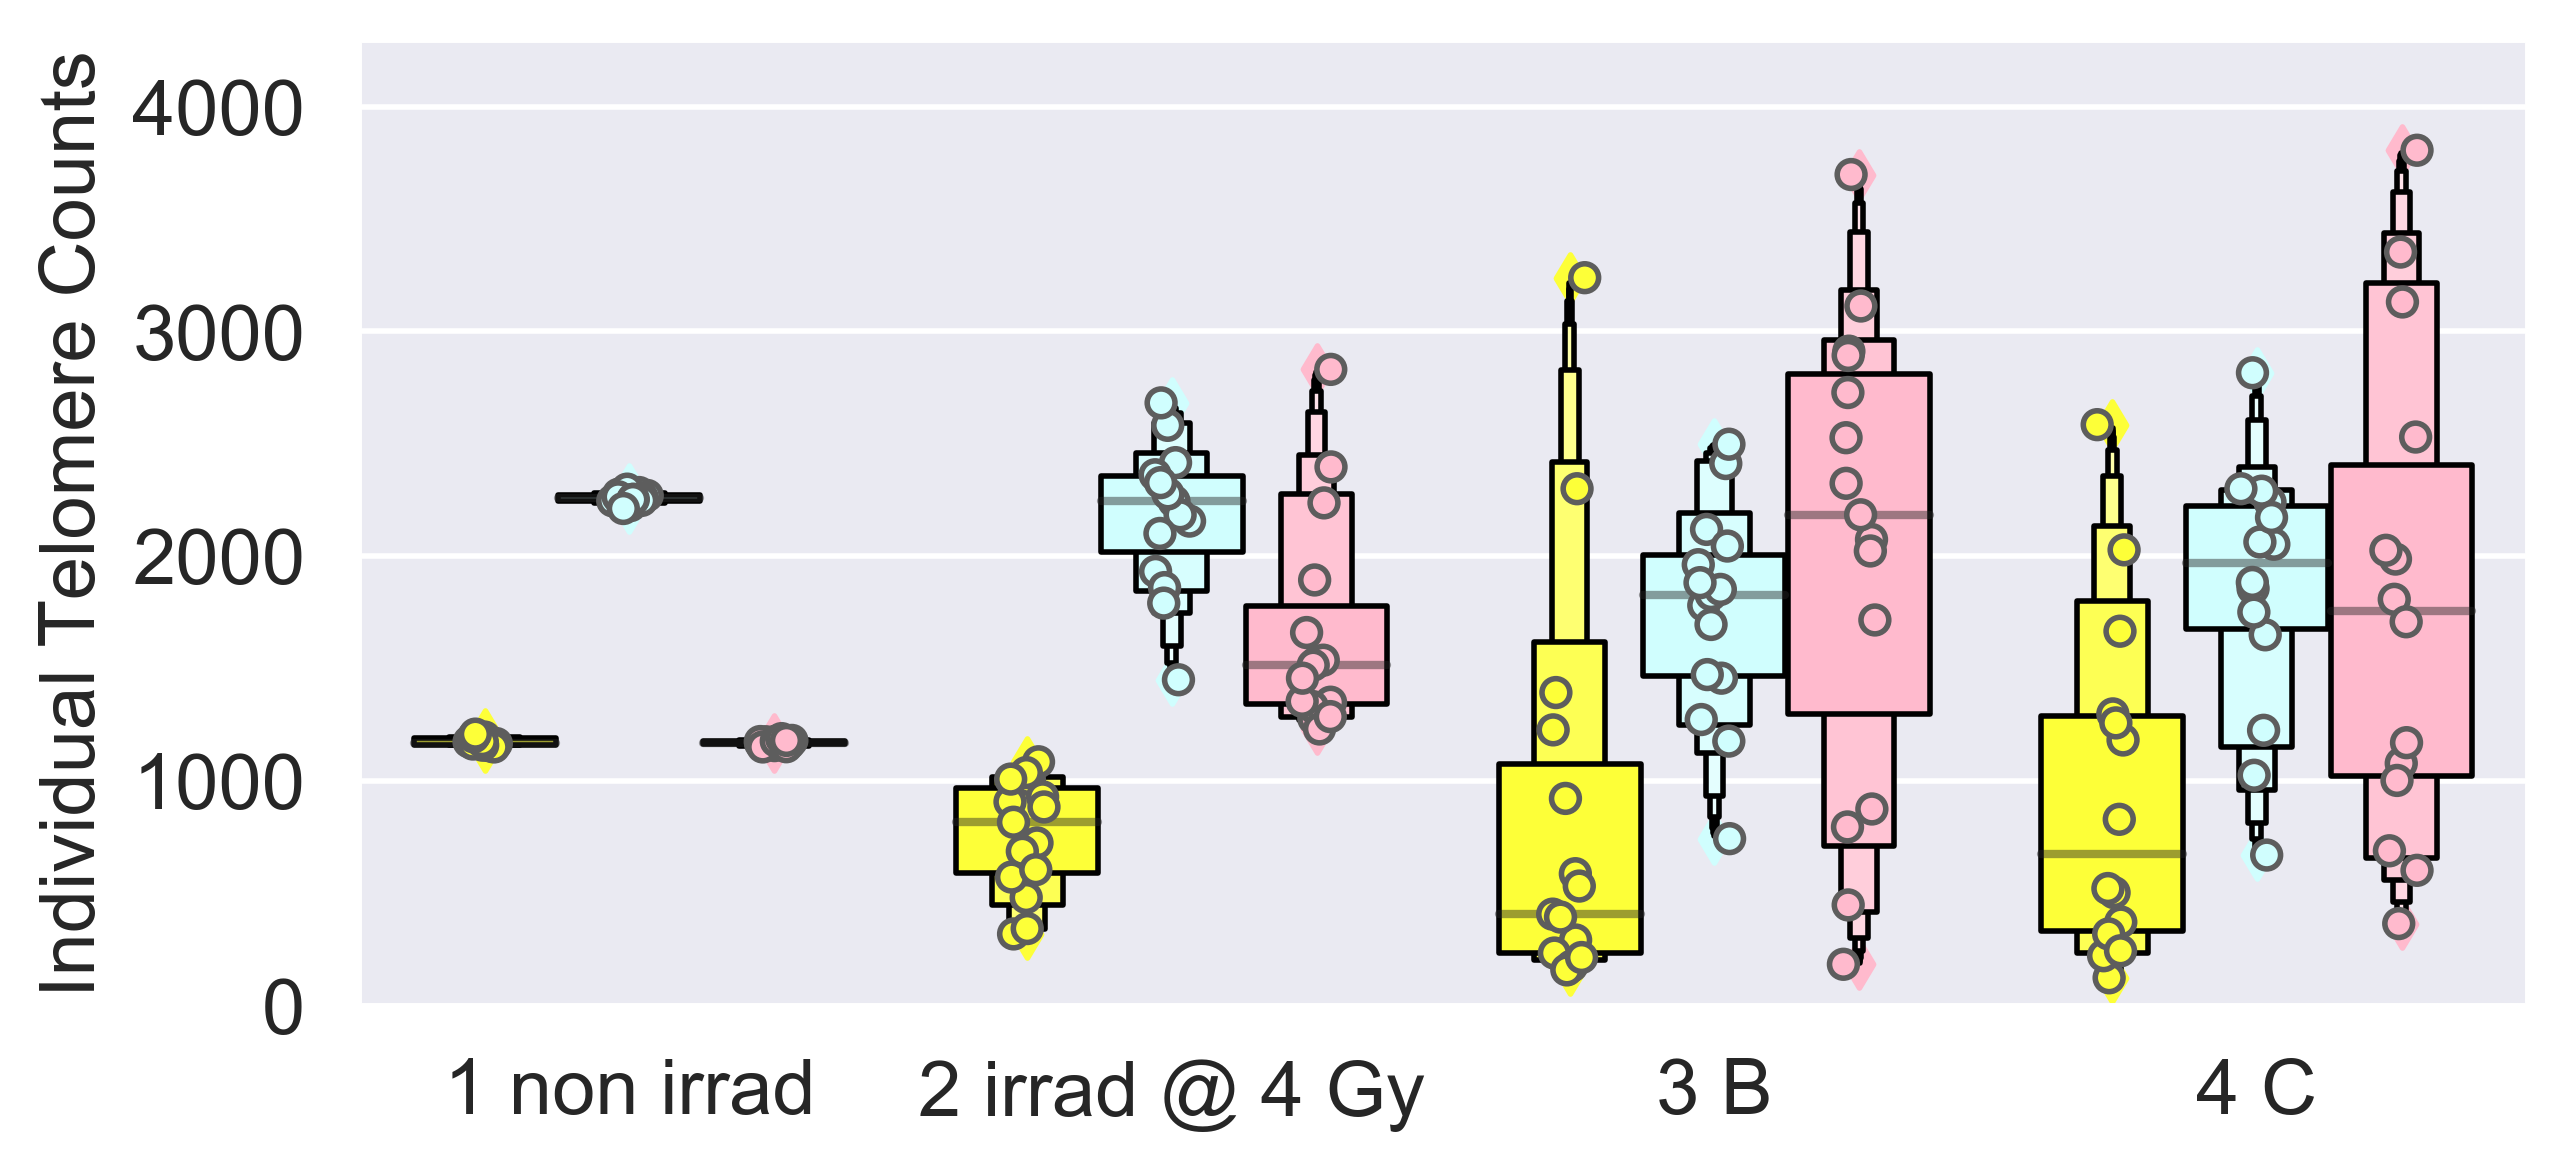 Individual Telomere Counts
4000
3000
2000
1000
0
1 non irrad
2 irrad @ 4 Gy
3 B
4 C